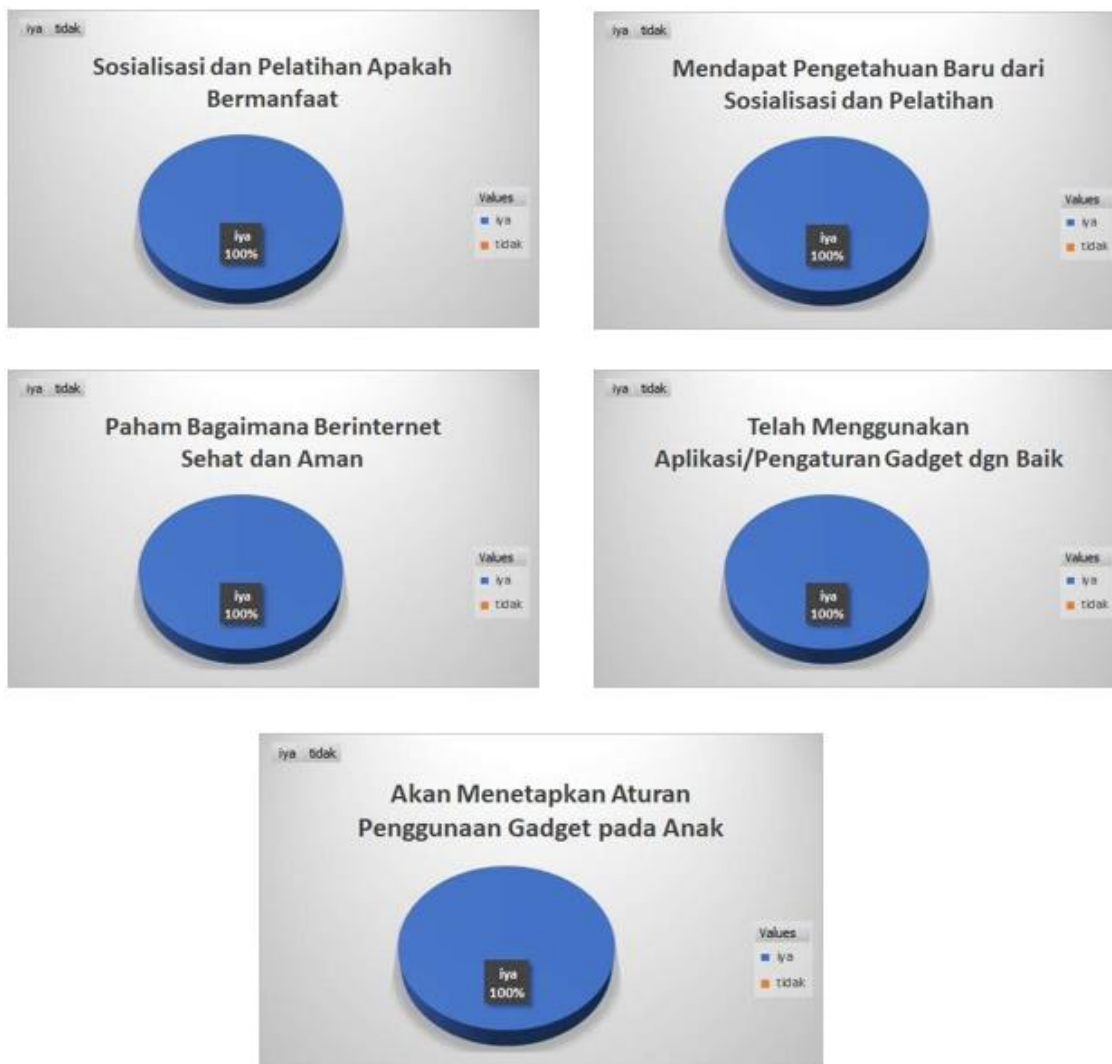 iya tidak
Sosialisasi dan Pelatihan Apakah
Bermanfaat
iya
100%
Values
iya
tidak
iya tidak
Mendapat Pengetahuan Baru dari
Sosialisasi dan Pelatihan
iya
100%
Values
iya
tidak
iya tidak
Paham Bagaimana Berinternet
Sehat dan Aman
iya
100%
Values
iya
tidak
iya tidak
Telah Menggunakan
Aplikasi/Pengaturan Gadget dgn Baik
iya
100%
Values
iya
tidak
iya tidak
Akan Menetapkan Aturan
Penggunaan Gadget pada Anak
iya
100%
Values
iya
tidak